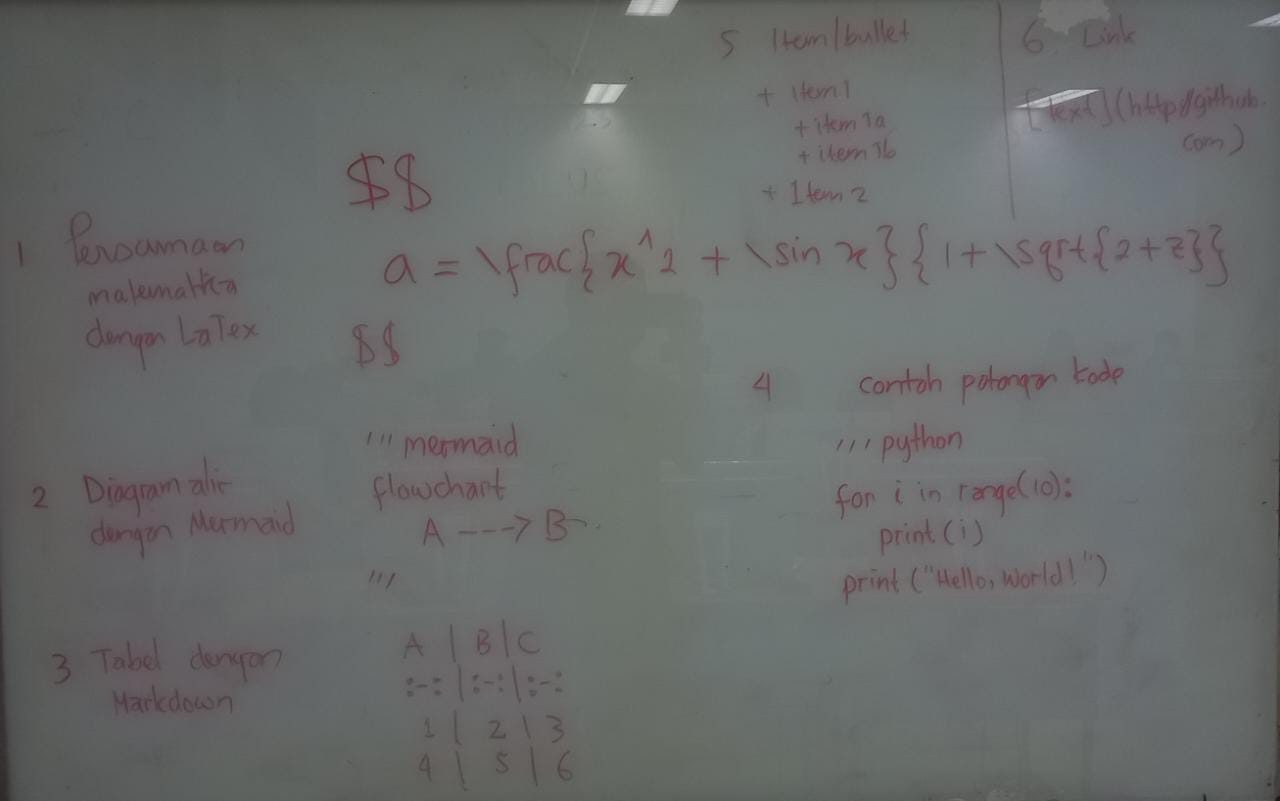 5 Item/bullet
+ item1
+ item 1a
+ item 1b
+ Item 2
6 Link
[text](http//github.
com)
1 Persamaan
matematika
dengan LaTex
$$
a = \frac{x^2 + \sin x}{1+\sqrt{2+z}}
$$
2 Diagram alir
dengan Mermaid
''' mermaid
flowchart
A ---> B
'''
3 Tabel dengan
Markdown
A | B | C
:-: | :-: | :-:
1 | 2 | 3
4 | 5 | 6
4 contoh potongan kode
''' python
for i in range(10):
print(i)
print ("Hello, World!")